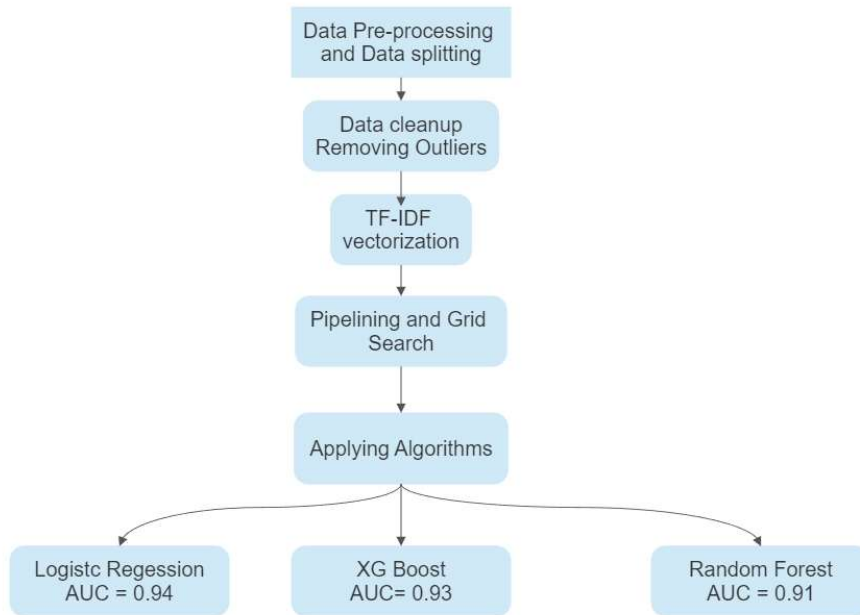 Data Pre-processing
and Data splitting
Data cleanup
Removing Outliers
TF-IDF
vectorization
Pipelining and Grid
Search
Applying Algorithms
Logistc Regression
AUC = 0.94
XG Boost
AUC= 0.93
Random Forest
AUC = 0.91